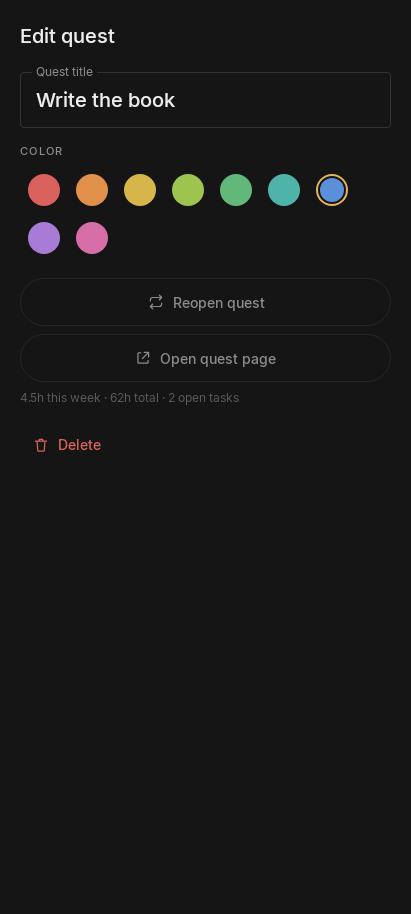 Edit quest
Quest title
Write the book
COLOR
Reopen quest
Open quest page
4.5h this week · 62h total · 2 open tasks
Delete